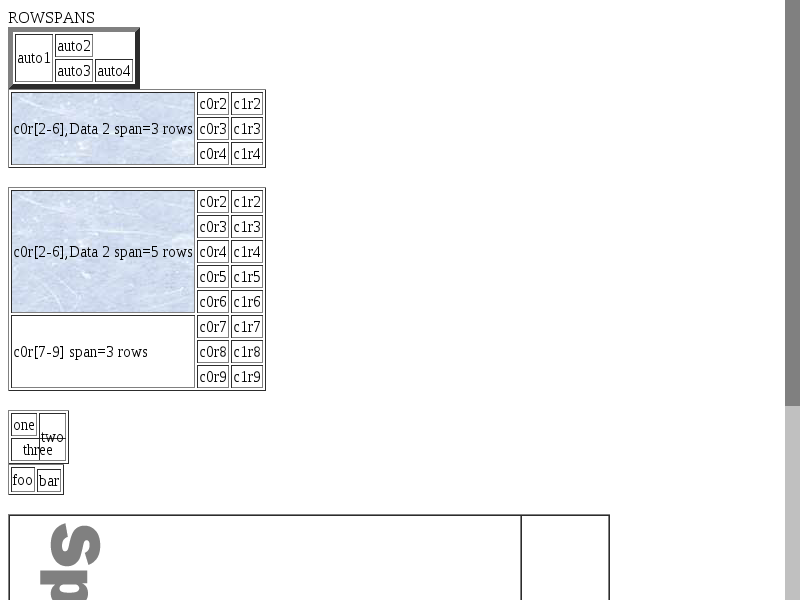 ROWSPANS
auto1 auto2
auto3 auto4
c0r[2-6],Data 2 span=3 rows c0r2 c1r2
c0r3 c1r3
c0r4 c1r4
c0r[2-6],Data 2 span=5 rows c0r2 c1r2
c0r3 c1r3
c0r4 c1r4
c0r5 c1r5
c0r6 c1r6
c0r[7-9] span=3 rows c0r7 c1r7
c0r8 c1r8
c0r9 c1r9
one two
three
foo bar
sp